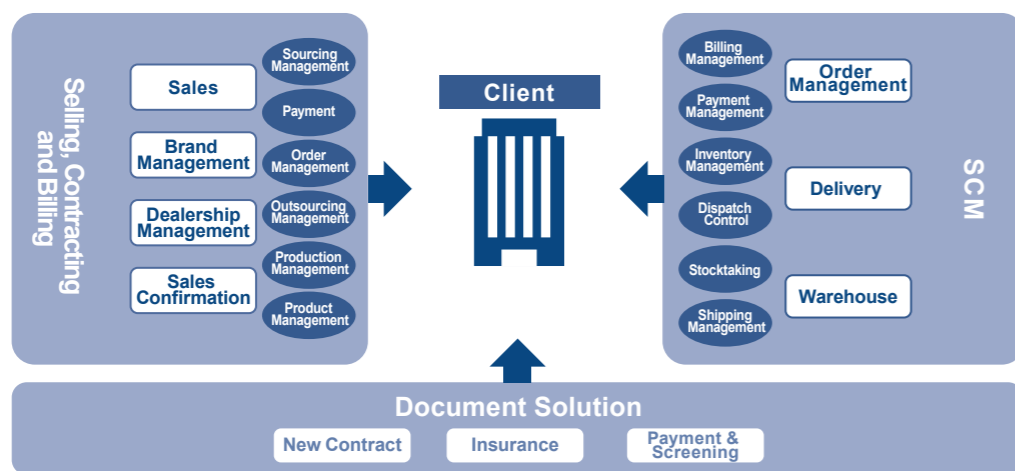 Selling, Contracting
and Billing
Sales
Brand
Management
Dealership
Management
Sales
Confirmation
Sourcing
Management
Payment
Order
Management
Outsourcing
Management
Production
Management
Product
Management
Client
Billing
Management
Payment
Management
Inventory
Management
Dispatch
Control
Stocktaking
Shipping
Management
Order
Management
Delivery
Warehouse
SCM
Document Solution
New Contract
Insurance
Payment &
Screening